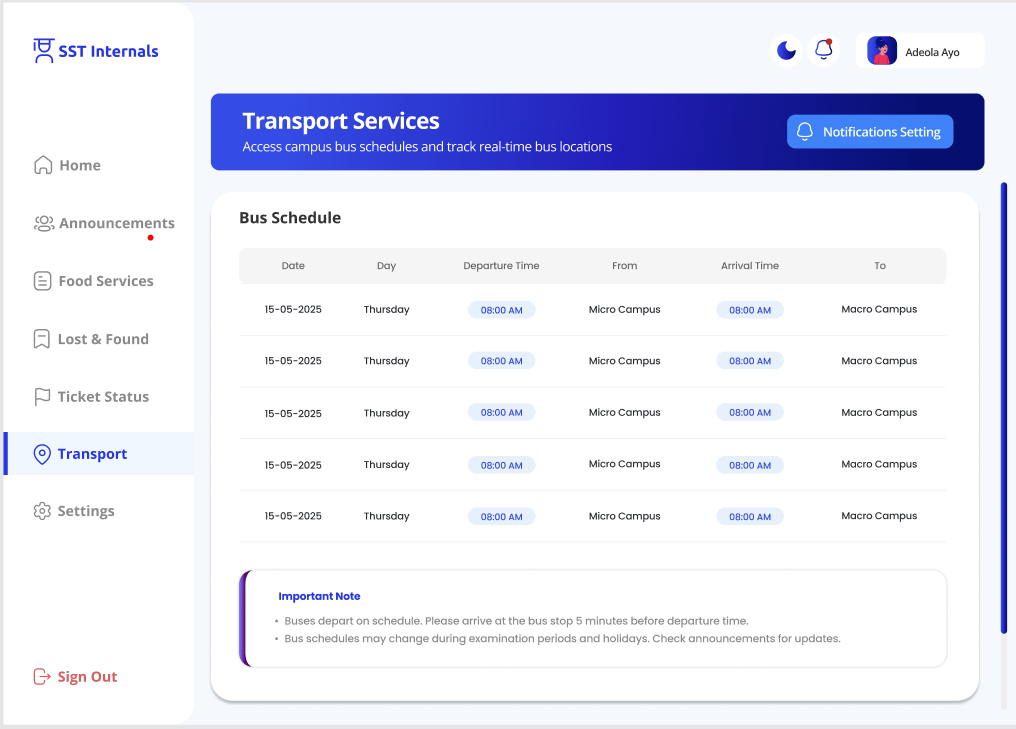 SST Internals
Adeola Ayo
Home
Announcements
Food Services
Lost & Found
Ticket Status
Transport
Settings
Sign Out
Transport Services
Access campus bus schedules and track real-time bus locations
Notifications Setting
Bus Schedule
Date Day Departure Time From Arrival Time To
15-05-2025 Thursday 08:00 AM Micro Campus 08:00 AM Macro Campus
15-05-2025 Thursday 08:00 AM Micro Campus 08:00 AM Macro Campus
15-05-2025 Thursday 08:00 AM Micro Campus 08:00 AM Macro Campus
15-05-2025 Thursday 08:00 AM Micro Campus 08:00 AM Macro Campus
15-05-2025 Thursday 08:00 AM Micro Campus 08:00 AM Macro Campus
Important Note
• Buses depart on schedule. Please arrive at the bus stop 5 minutes before departure time.
• Bus schedules may change during examination periods and holidays. Check announcements for updates.